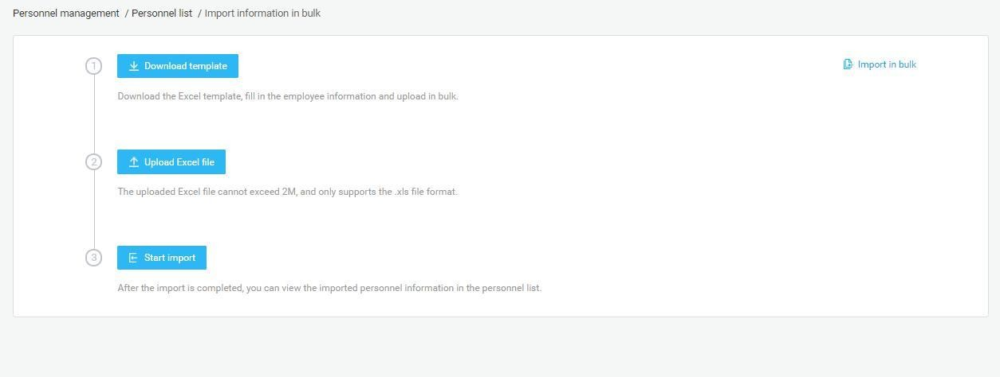 Personnel management / Personnel list / Import information in bulk
1 Download template
Import in bulk
Download the Excel template, fill in the employee information and upload in bulk.
2 Upload Excel file
The uploaded Excel file cannot exceed 2M, and only supports the .xls file format.
3 Start import
After the import is completed, you can view the imported personnel information in the personnel list.